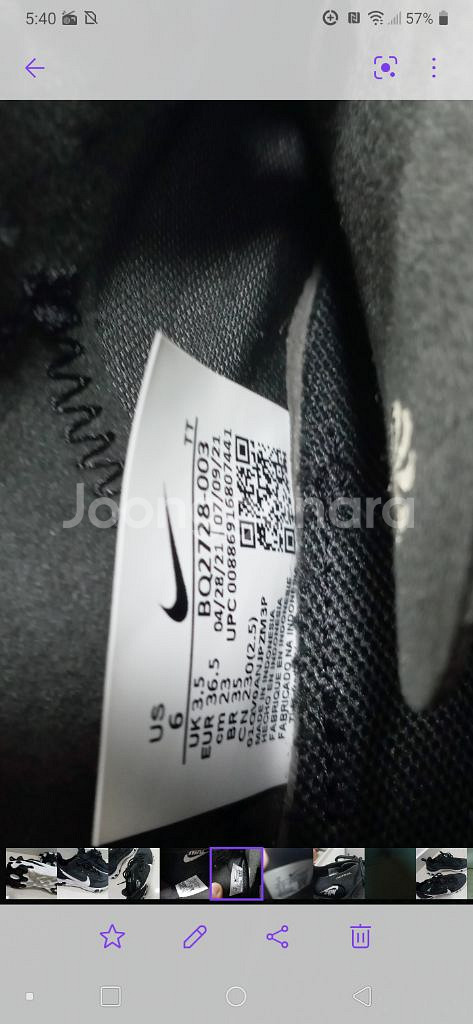 5:40
57%
US
6
UK 3.5
EUR 36.5
cm 23
BR 35
CN 230(2.5)
MADE IN INDONESIA
FABRIQUE EN INDONESIE
FABRICADO NA INDONESIA
TT
BQ2728-003
04/28/21 07/09/21
UPC 00886916807441